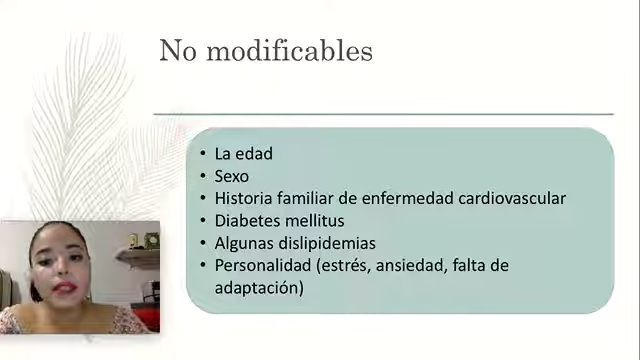 No modificables
• La edad
• Sexo
• Historia familiar de enfermedad cardiovascular
• Diabetes mellitus
• Algunas dislipidemias
• Personalidad (estrés, ansiedad, falta de
adaptación)